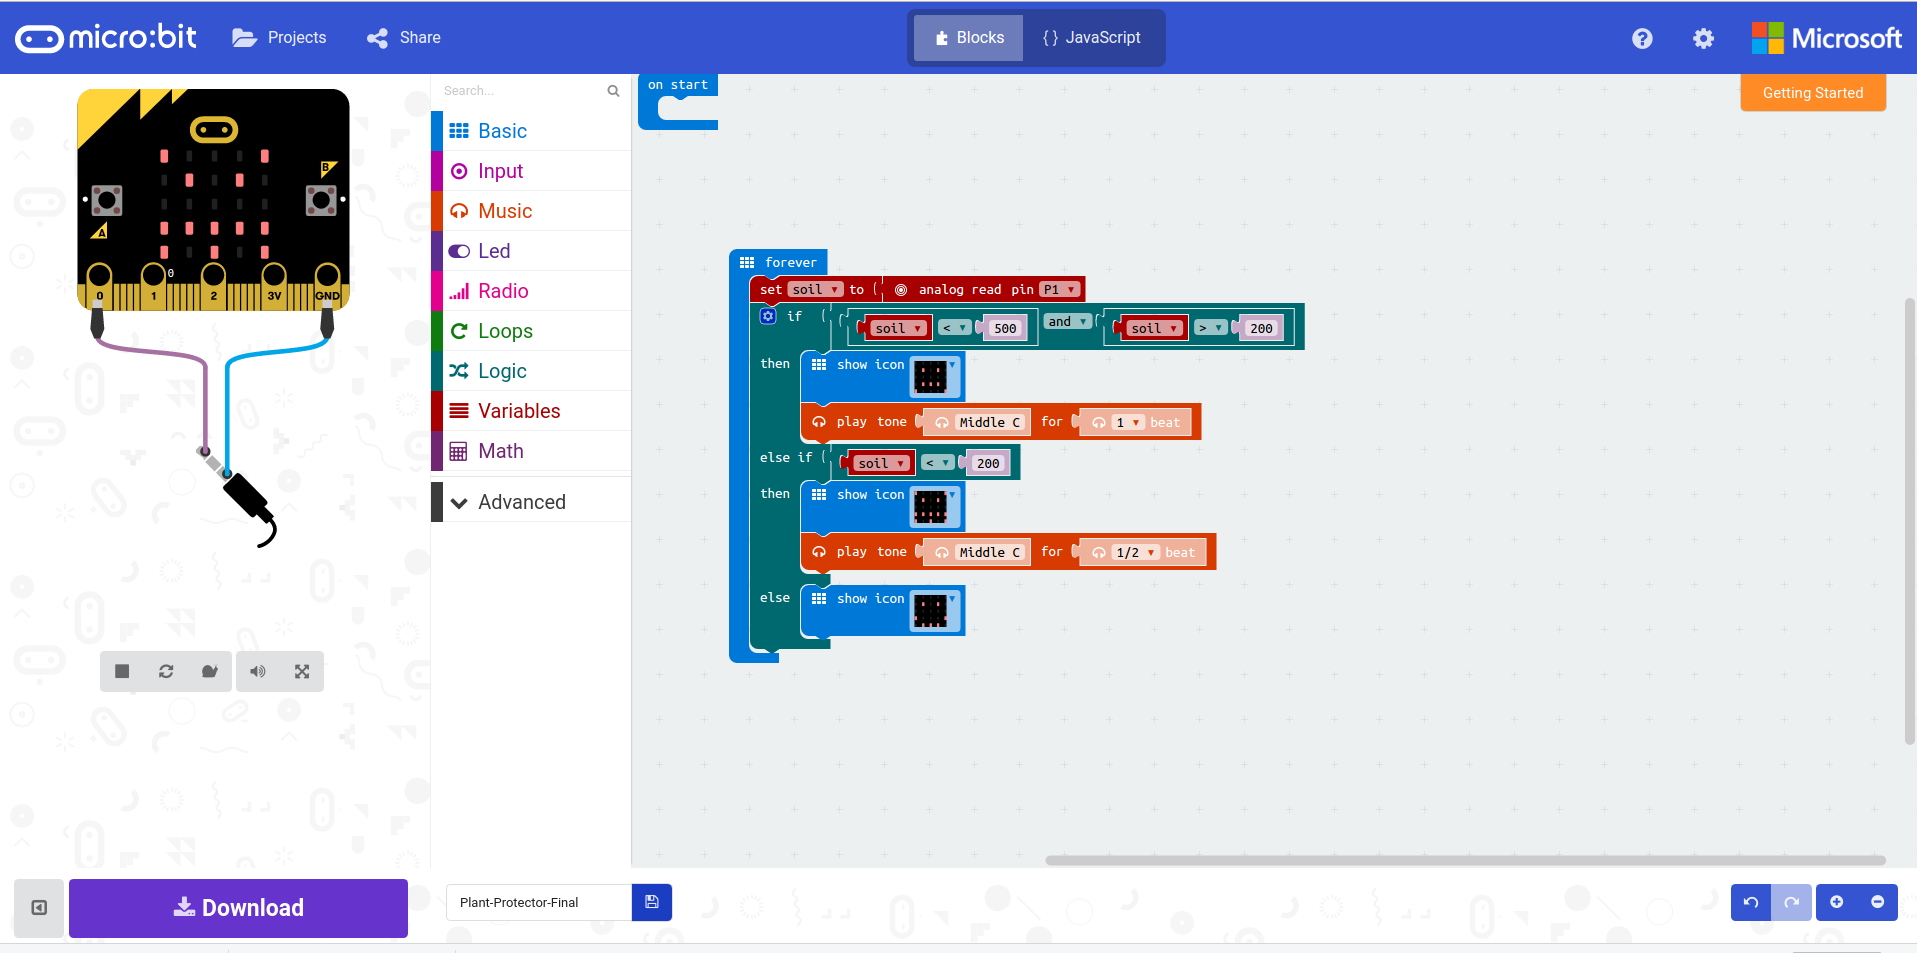 micro:bit
Projects
Share
Blocks
{ } JavaScript
Microsoft
Getting Started
B
A
0
0 1 2 3V GND
Search...
Basic
Input
Music
Led
Radio
Loops
Logic
Variables
Math
Advanced
on start
forever
set soil to analog read pin P1
if soil < 500 and soil > 200
then show icon
play tone Middle C for 1 beat
else if soil < 200
then show icon
play tone Middle C for 1/2 beat
else show icon
Download
Plant-Protector-Final